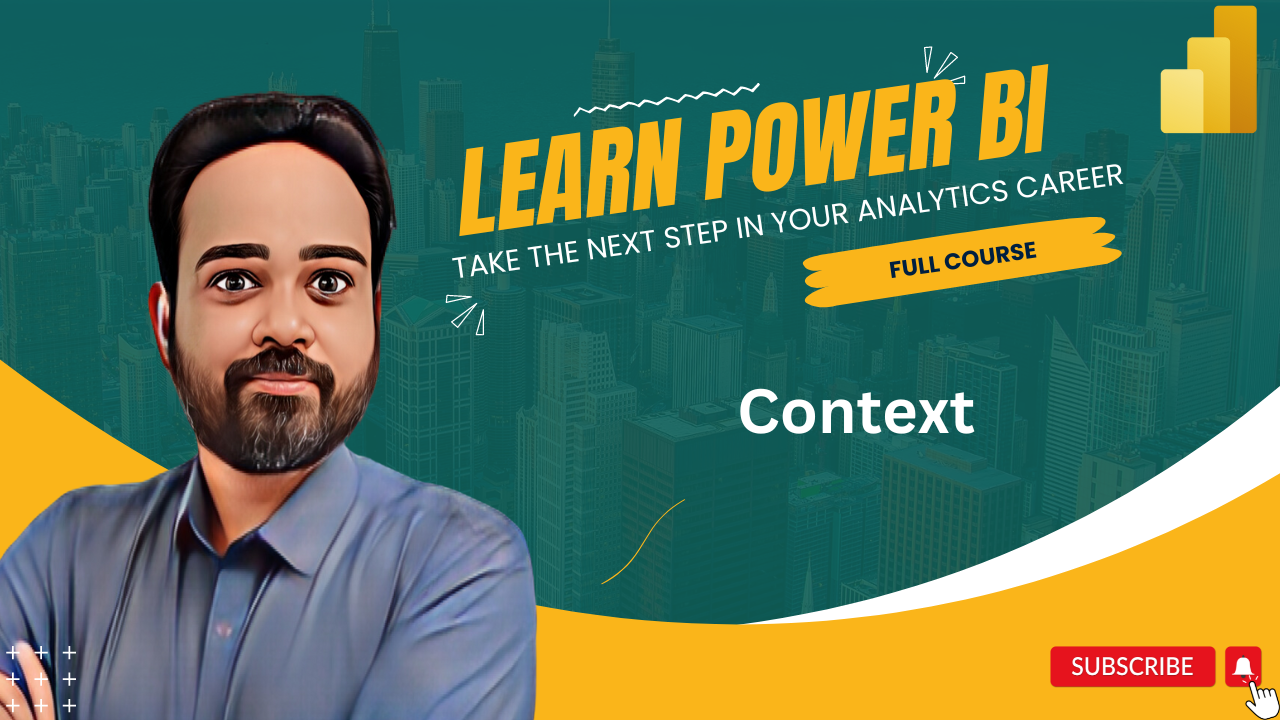 LEARN POWER BI
TAKE THE NEXT STEP IN YOUR ANALYTICS CAREER
FULL COURSE
Context
SUBSCRIBE